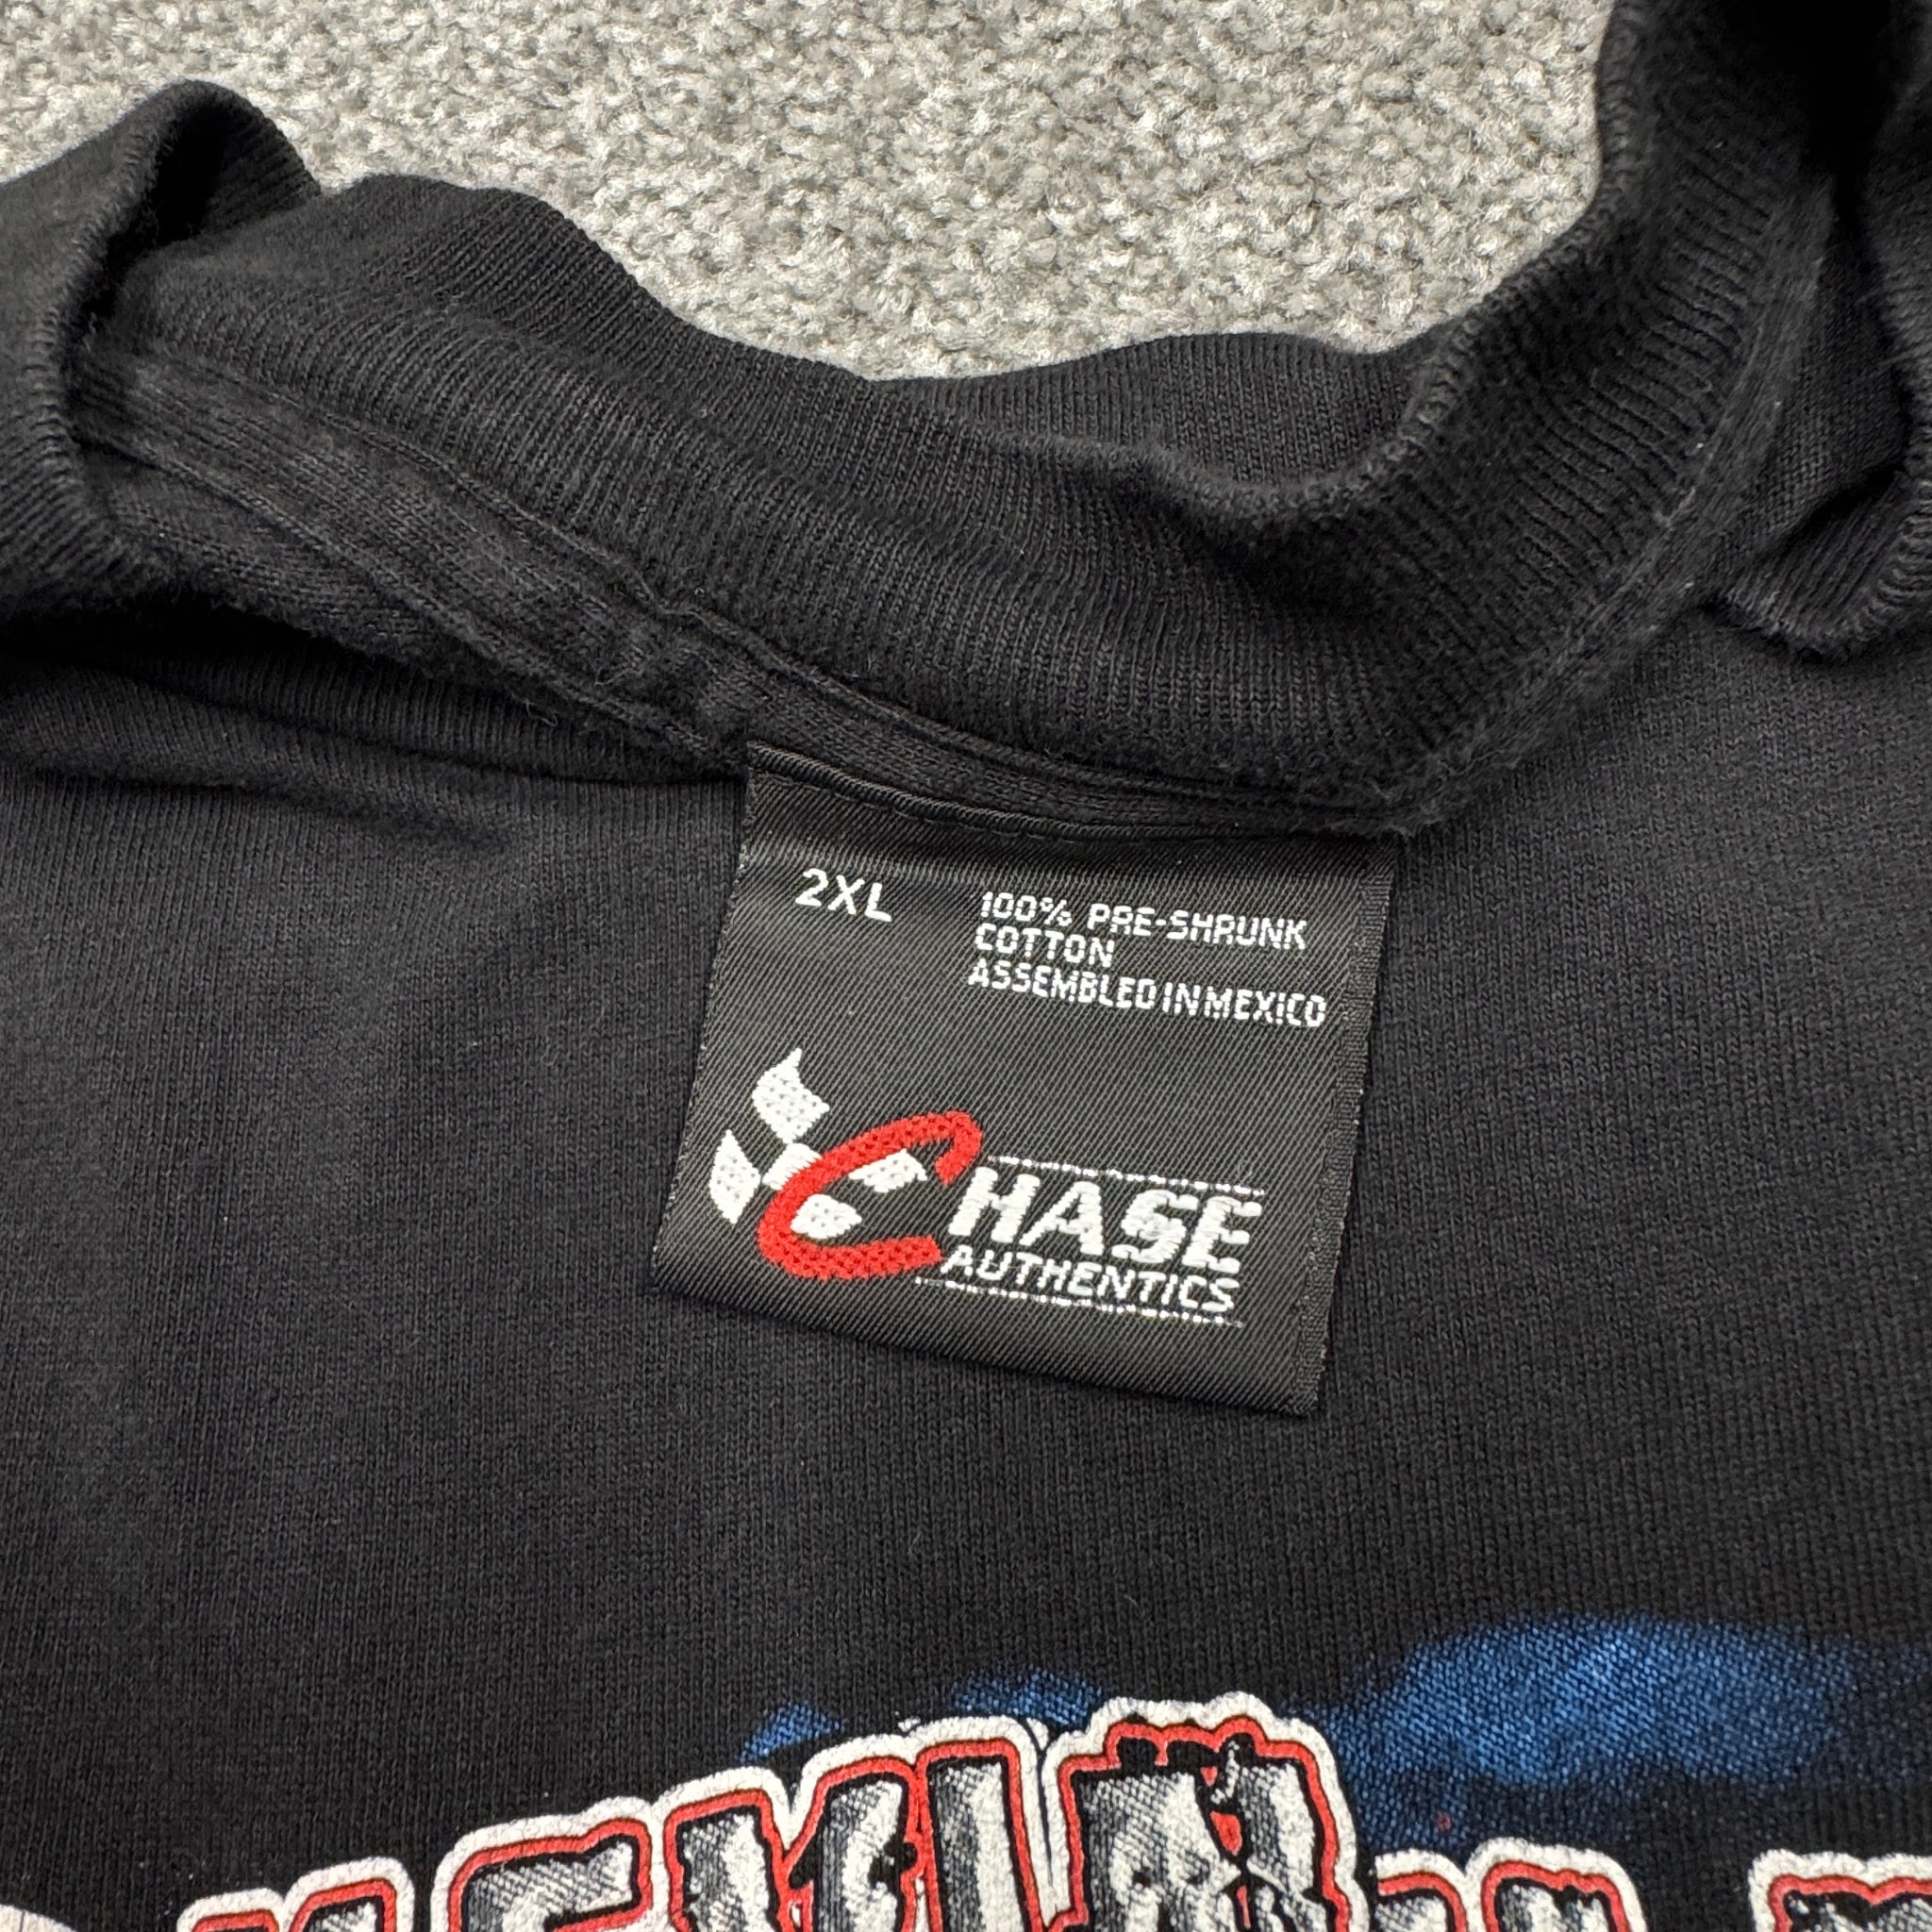 2XL
100% PRE-SHRUNK
COTTON
ASSEMBLED IN MEXICO
CHASE
AUTHENTICS